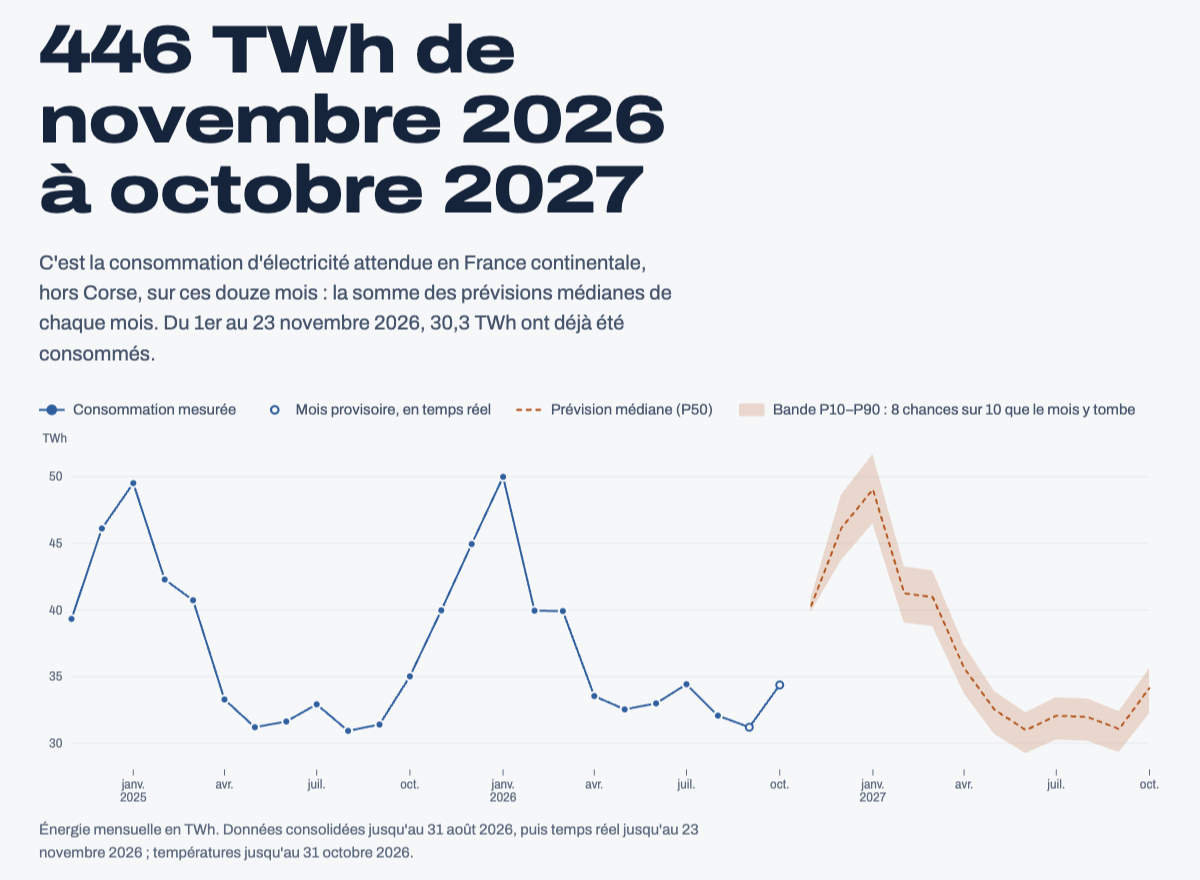 446 TWh de
novembre 2026
à octobre 2027
C'est la consommation d'électricité attendue en France continentale,
hors Corse, sur ces douze mois : la somme des prévisions médianes de
chaque mois. Du 1er au 23 novembre 2026, 30,3 TWh ont déjà été
consommés.
Consommation mesurée
Mois provisoire, en temps réel
Prévision médiane (P50)
Bande P10–P90 : 8 chances sur 10 que le mois y tombe
TWh
50
45
40
35
30
janv.
2025
avr.
juil.
oct.
janv.
2026
avr.
juil.
oct.
janv.
2027
avr.
juil.
oct.
Énergie mensuelle en TWh. Données consolidées jusqu'au 31 août 2026, puis temps réel jusqu'au 23
novembre 2026 ; températures jusqu'au 31 octobre 2026.